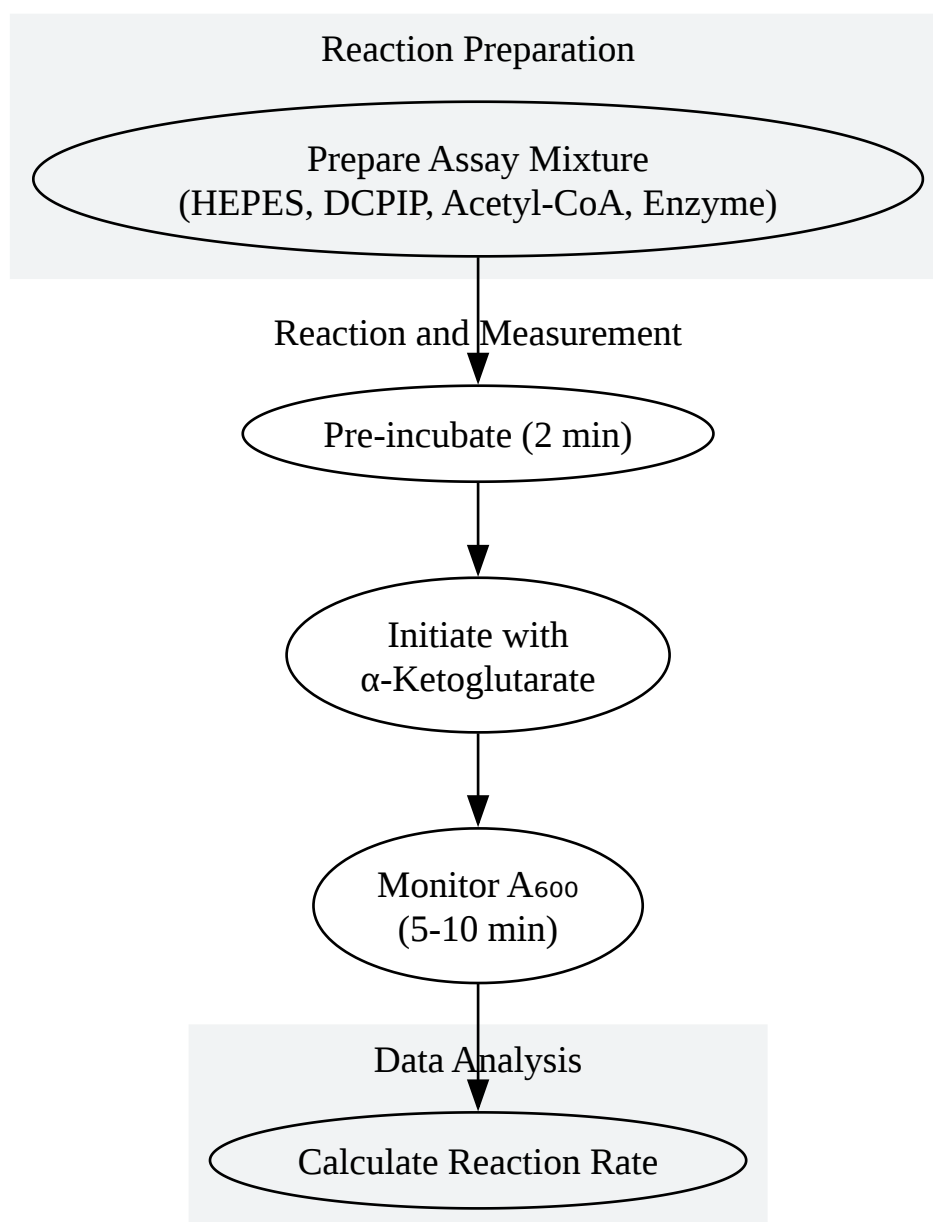 Reaction Preparation
Prepare Assay Mixture
(HEPES, DCPIP, Acetyl-CoA, Enzyme)
Reaction and Measurement
Pre-incubate (2 min)
Initiate with
α-Ketoglutarate
Monitor A₆₀₀
(5-10 min)
Data Analysis
Calculate Reaction Rate